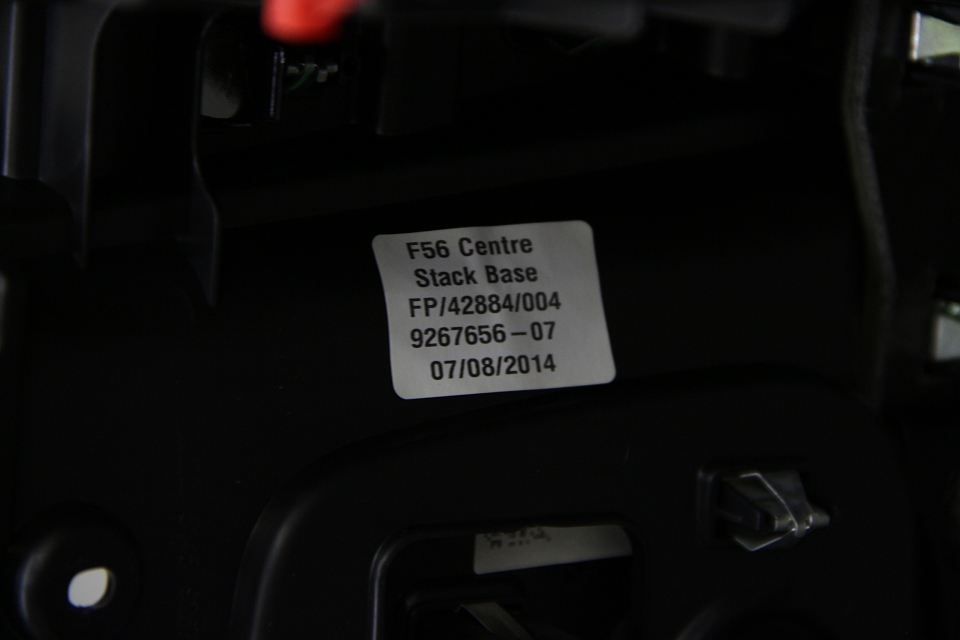 F56 Centre
Stack Base
FP/42884/004
9267656-07
07/08/2014